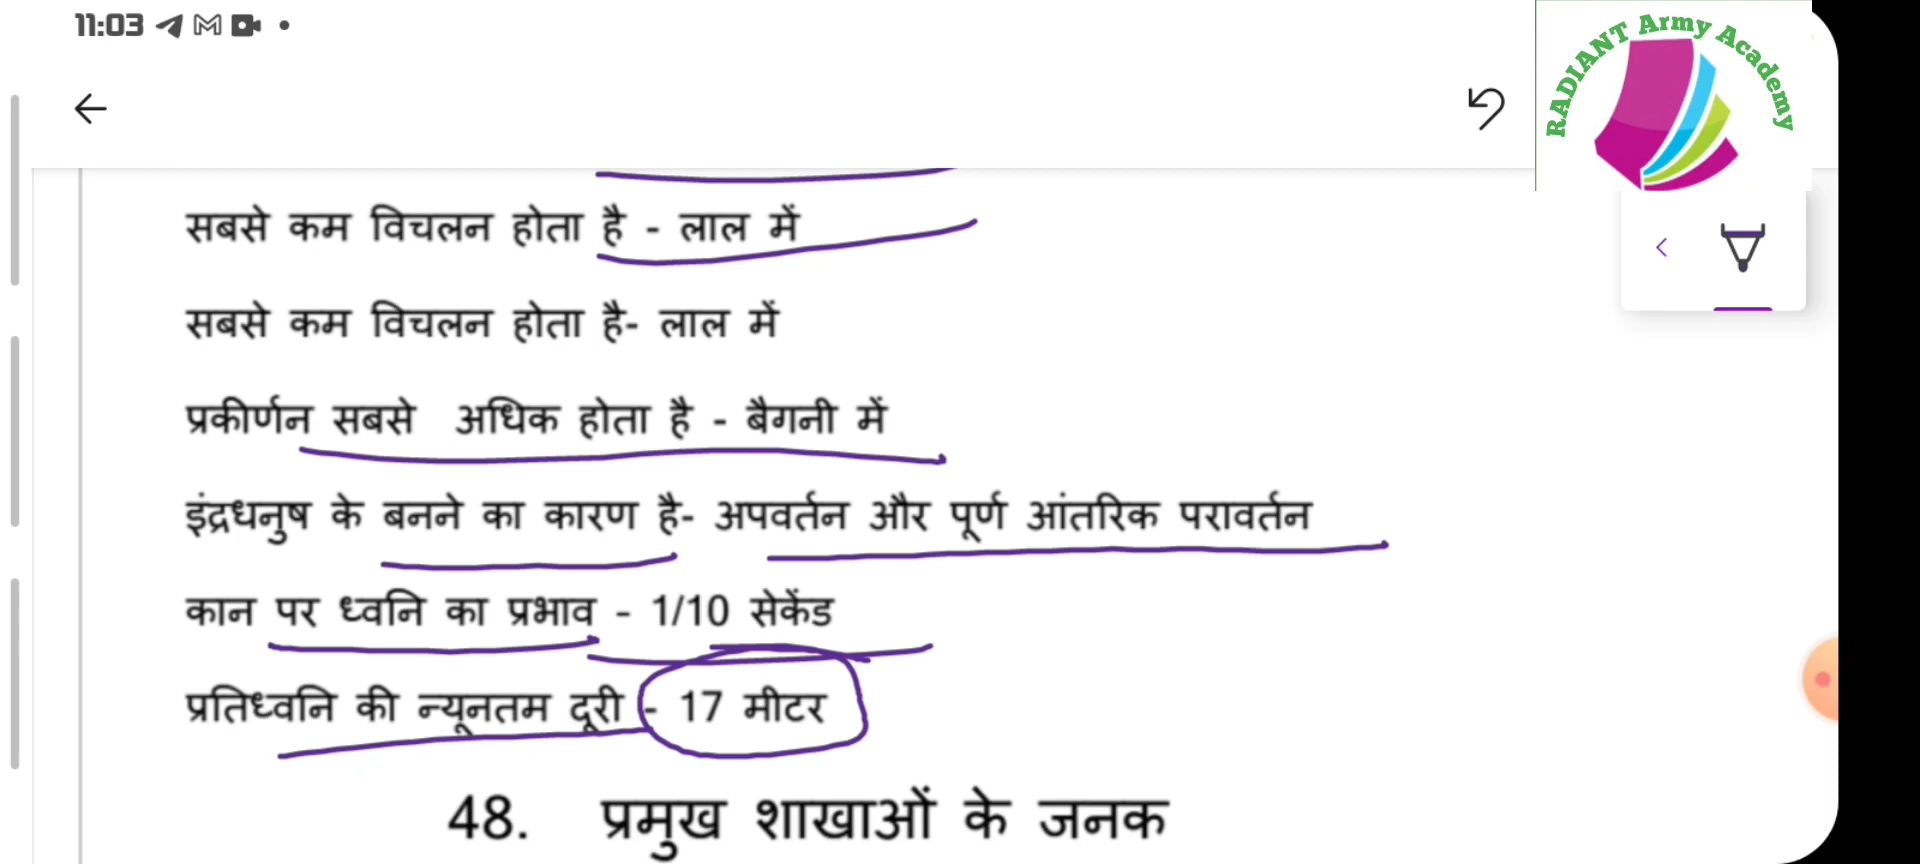 11:03
RADIANT Army Academy
सबसे कम विचलन होता है - लाल में
सबसे कम विचलन होता है- लाल में
प्रकीर्णन सबसे अधिक होता है - बैगनी में
इंद्रधनुष के बनने का कारण है- अपवर्तन और पूर्ण आंतरिक परावर्तन
कान पर ध्वनि का प्रभाव - 1/10 सेकेंड
प्रतिध्वनि की न्यूनतम दूरी - 17 मीटर
48. प्रमुख शाखाओं के जनक